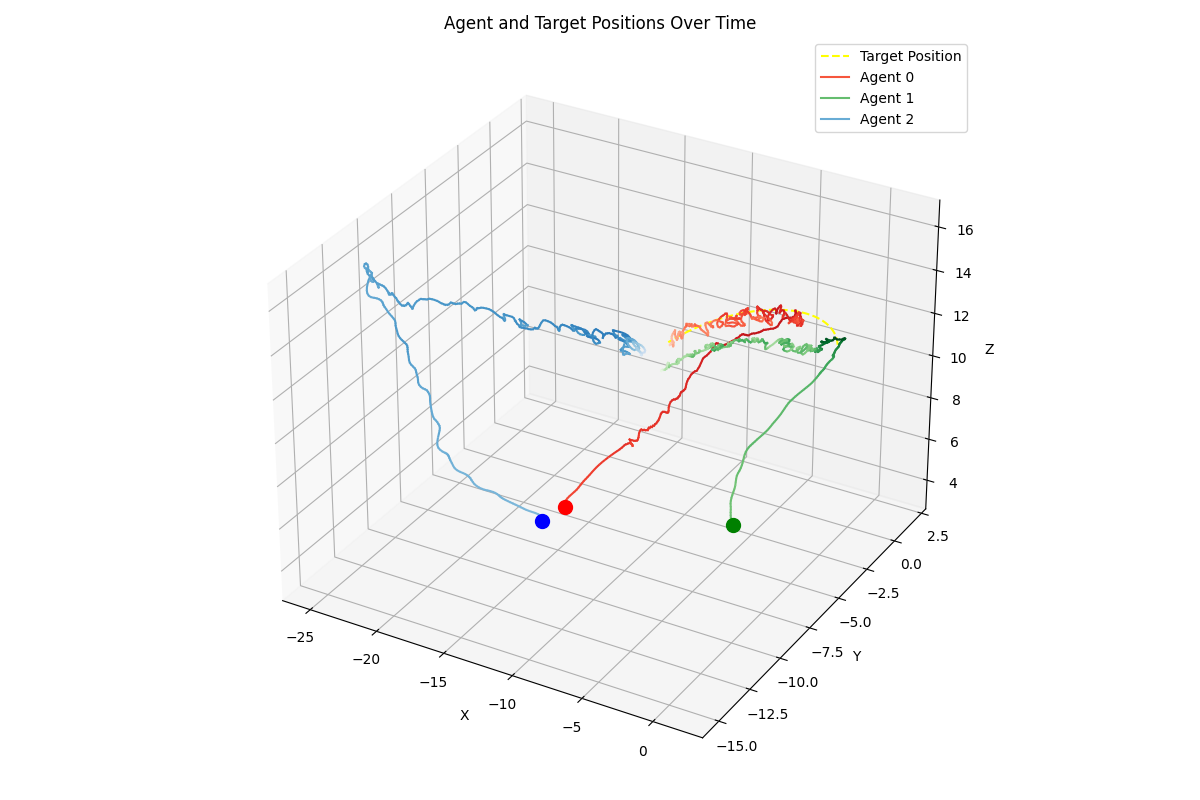 Agent and Target Positions Over Time
Target Position
Agent 0
Agent 1
Agent 2
16
14
12
10
8
6
4
Z
2.5
0.0
−2.5
−5.0
−7.5
−10.0
−12.5
−15.0
Y
−25
−20
−15
−10
−5
0
X